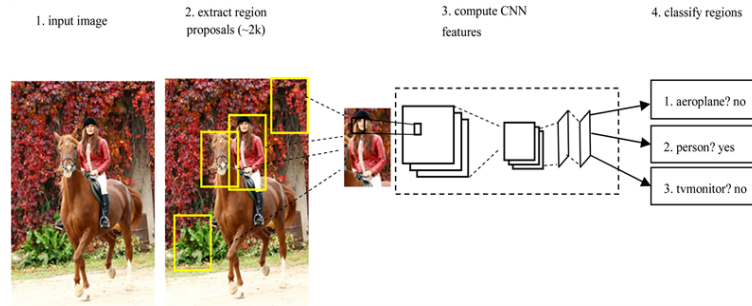 1. input image
2. extract region
proposals (~2k)
3. compute CNN
features
4. classify regions
1. aeroplane? no
2. person? yes
3. tvmonitor? no